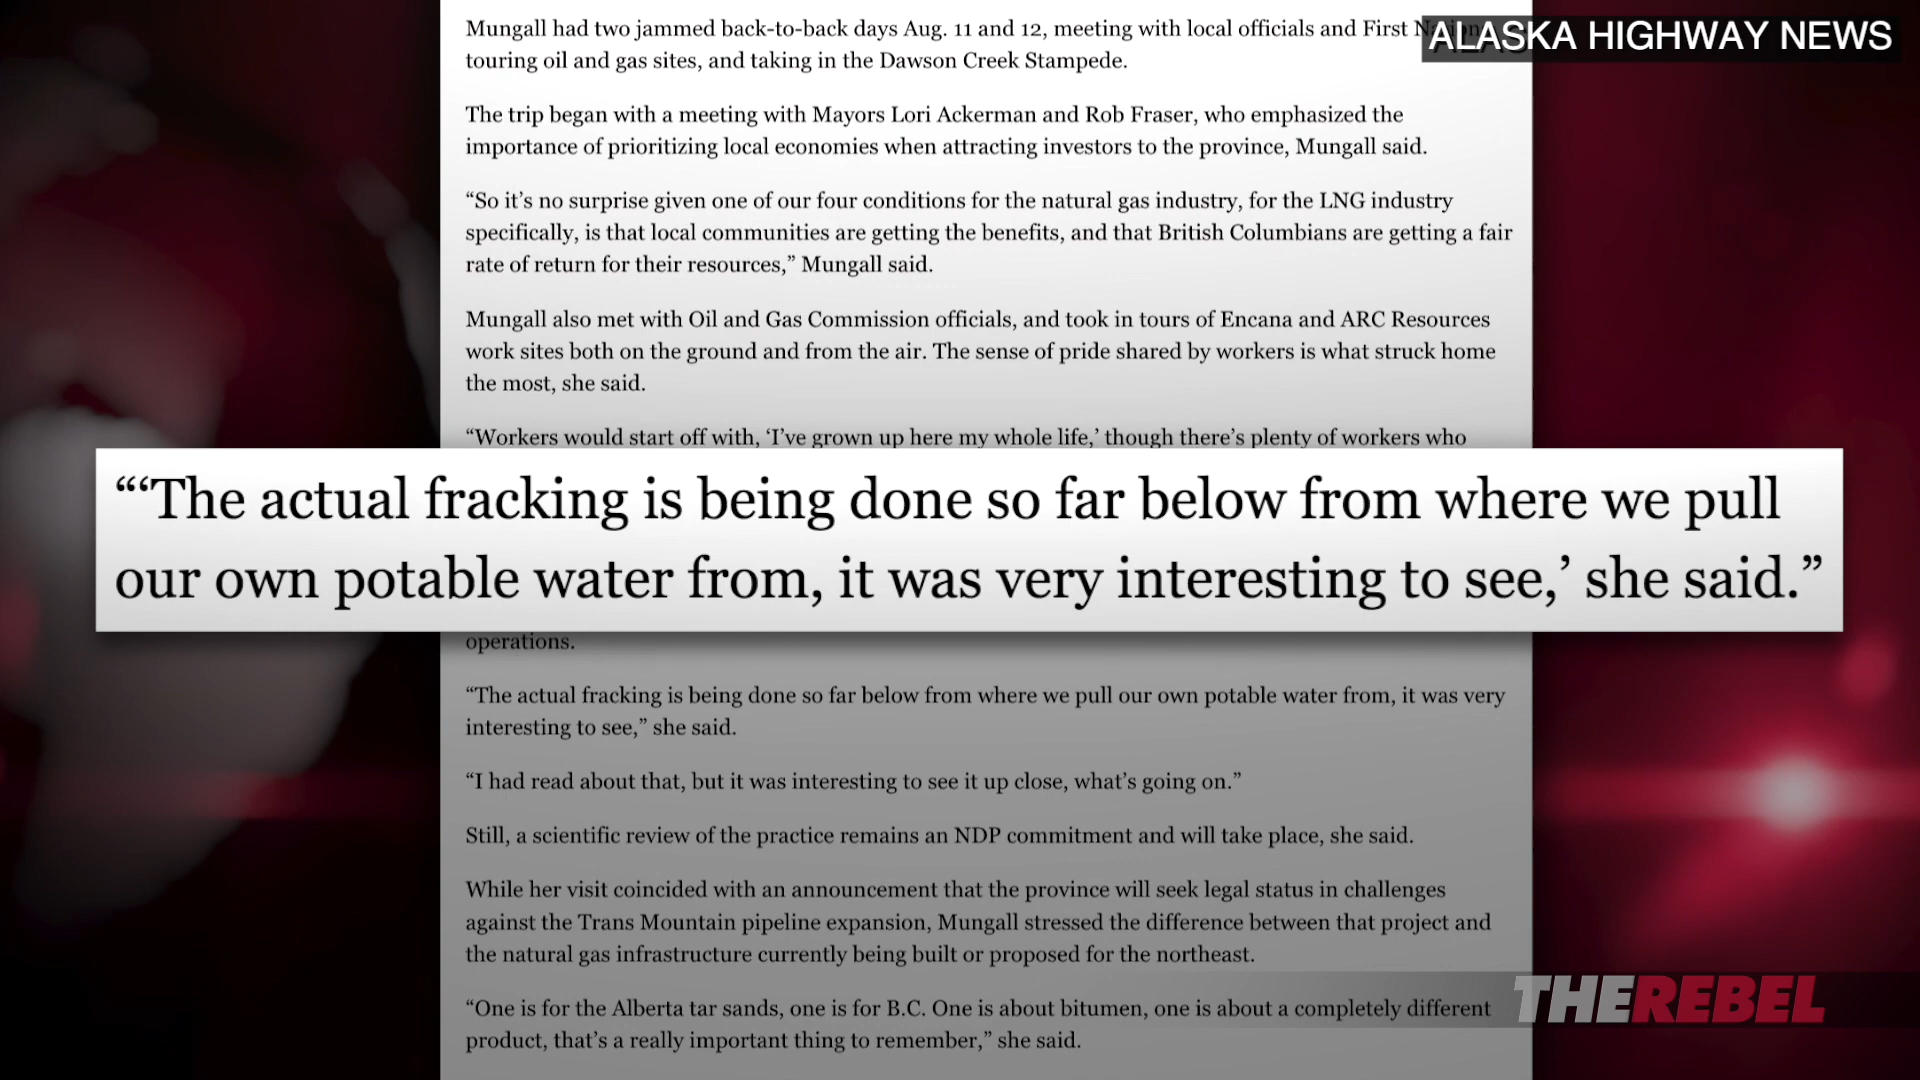 Mungall had two jammed back-to-back days Aug. 11 and 12, meeting with local officials and First
ALASKA HIGHWAY NEWS
touring oil and gas sites, and taking in the Dawson Creek Stampede.
The trip began with a meeting with Mayors Lori Ackerman and Rob Fraser, who emphasized the
importance of prioritizing local economies when attracting investors to the province, Mungall said.
“So it’s no surprise given one of our four conditions for the natural gas industry, for the LNG industry
specifically, is that local communities are getting the benefits, and that British Columbians are getting a fair
rate of return for their resources,” Mungall said.
Mungall also met with Oil and Gas Commission officials, and took in tours of Encana and ARC Resources
work sites both on the ground and from the air. The sense of pride shared by workers is what struck home
the most, she said.
“Workers would start off with, ‘I’ve grown up here my whole life,’ though there’s plenty of workers who
“‘The actual fracking is being done so far below from where we pull
our own potable water from, it was very interesting to see,’ she said.”
operations.
“The actual fracking is being done so far below from where we pull our own potable water from, it was very
interesting to see,” she said.
“I had read about that, but it was interesting to see it up close, what’s going on.”
Still, a scientific review of the practice remains an NDP commitment and will take place, she said.
While her visit coincided with an announcement that the province will seek legal status in challenges
against the Trans Mountain pipeline expansion, Mungall stressed the difference between that project and
the natural gas infrastructure currently being built or proposed for the northeast.
“One is for the Alberta tar sands, one is for B.C. One is about bitumen, one is about a completely different
product, that’s a really important thing to remember,” she said.
THEREBEL